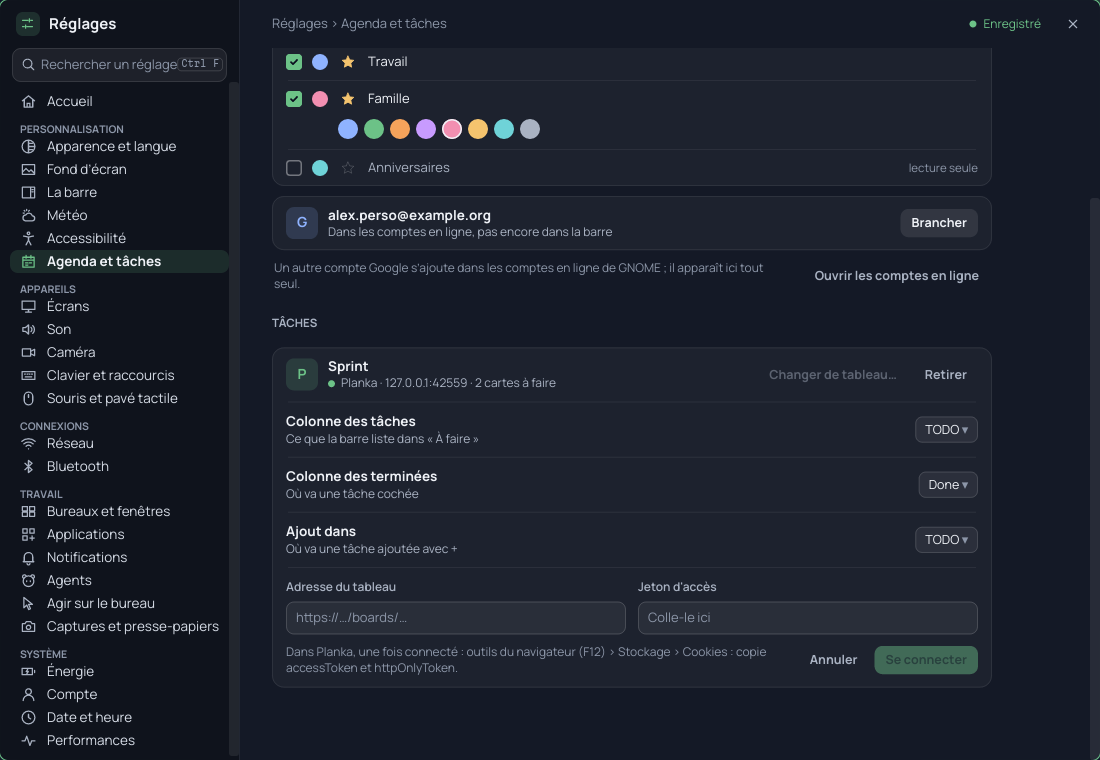 Réglages
Réglages › Agenda et tâches
Enregistré
Rechercher un réglage
Ctrl F
Accueil
PERSONNALISATION
Apparence et langue
Fond d'écran
La barre
Météo
Accessibilité
Agenda et tâches
APPAREILS
Écrans
Son
Caméra
Clavier et raccourcis
Souris et pavé tactile
CONNEXIONS
Réseau
Bluetooth
TRAVAIL
Bureaux et fenêtres
Applications
Notifications
Agents
Agir sur le bureau
Captures et presse-papiers
SYSTÈME
Énergie
Compte
Date et heure
Performances
Travail
Famille
Anniversaires
lecture seule
G
alex.perso@example.org
Dans les comptes en ligne, pas encore dans la barre
Brancher
Un autre compte Google s'ajoute dans les comptes en ligne de GNOME ; il apparaît ici tout
seul.
Ouvrir les comptes en ligne
TÂCHES
P
Sprint
Planka · 127.0.0.1:42559 · 2 cartes à faire
Changer de tableau…
Retirer
Colonne des tâches
Ce que la barre liste dans « À faire »
TODO ▾
Colonne des terminées
Où va une tâche cochée
Done ▾
Ajout dans
Où va une tâche ajoutée avec +
TODO ▾
Adresse du tableau
Jeton d'accès
https://…/boards/…
Colle-le ici
Dans Planka, une fois connecté : outils du navigateur (F12) › Stockage › Cookies : copie
accessToken et httpOnlyToken.
Annuler
Se connecter